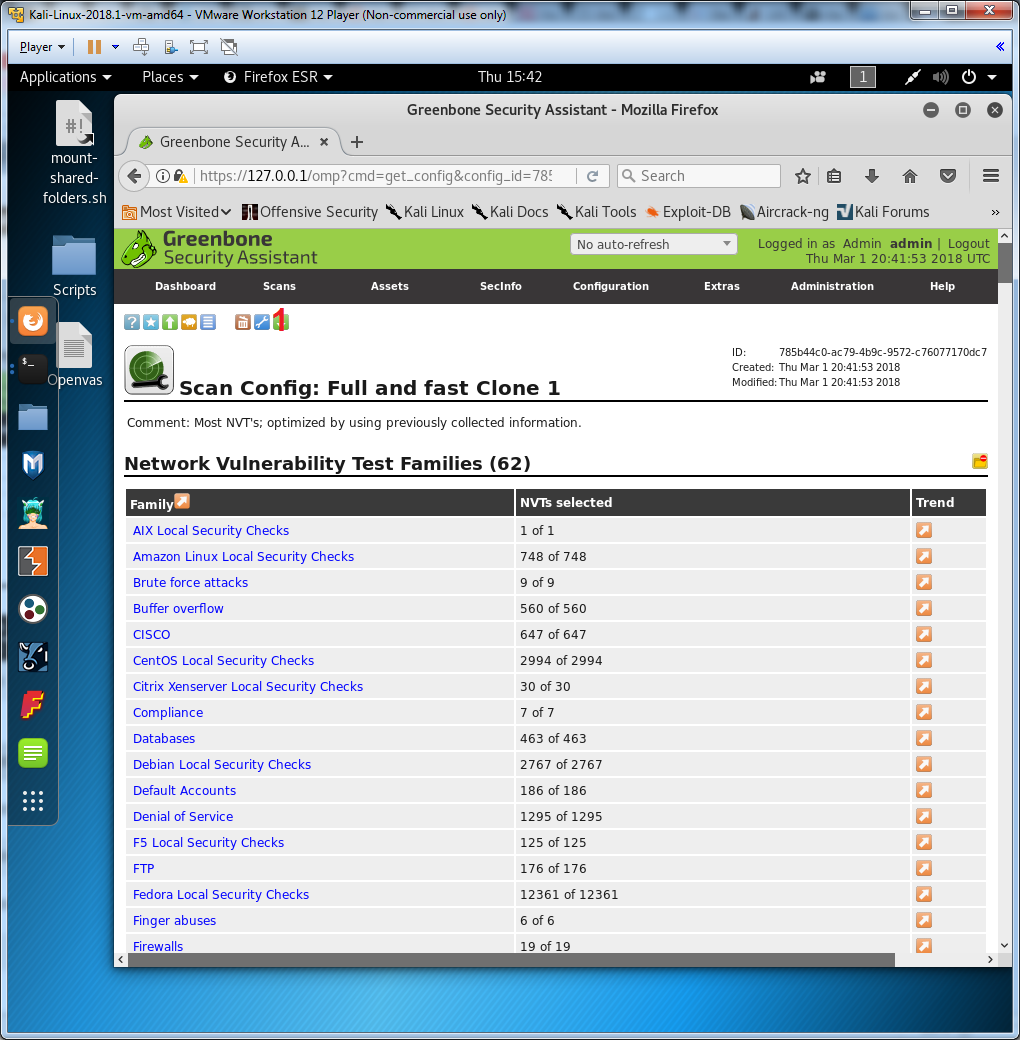 Kali-Linux-2018.1-vm-amd64 - VMware Workstation 12 Player (Non-commercial use only)
Player
Applications Places Firefox ESR Thu 15:42 1
#!
mount-
shared-
folders.sh
Scripts
$_
Openvas
Greenbone Security Assistant - Mozilla Firefox
Greenbone Security A...
https://127.0.0.1/omp?cmd=get_config&config_id=785 Search
Most Visited Offensive Security Kali Linux Kali Docs Kali Tools Exploit-DB Aircrack-ng Kali Forums »
Greenbone
Security Assistant
No auto-refresh
Logged in as Admin admin | Logout
Thu Mar 1 20:41:53 2018 UTC
Dashboard Scans Assets SecInfo Configuration Extras Administration Help
1
ID: 785b44c0-ac79-4b9c-9572-c76077170dc7
Created: Thu Mar 1 20:41:53 2018
Modified: Thu Mar 1 20:41:53 2018
Scan Config: Full and fast Clone 1
Comment: Most NVT's; optimized by using previously collected information.
Network Vulnerability Test Families (62)
Family NVTs selected Trend
AIX Local Security Checks 1 of 1
Amazon Linux Local Security Checks 748 of 748
Brute force attacks 9 of 9
Buffer overflow 560 of 560
CISCO 647 of 647
CentOS Local Security Checks 2994 of 2994
Citrix Xenserver Local Security Checks 30 of 30
Compliance 7 of 7
Databases 463 of 463
Debian Local Security Checks 2767 of 2767
Default Accounts 186 of 186
Denial of Service 1295 of 1295
F5 Local Security Checks 125 of 125
FTP 176 of 176
Fedora Local Security Checks 12361 of 12361
Finger abuses 6 of 6
Firewalls 19 of 19